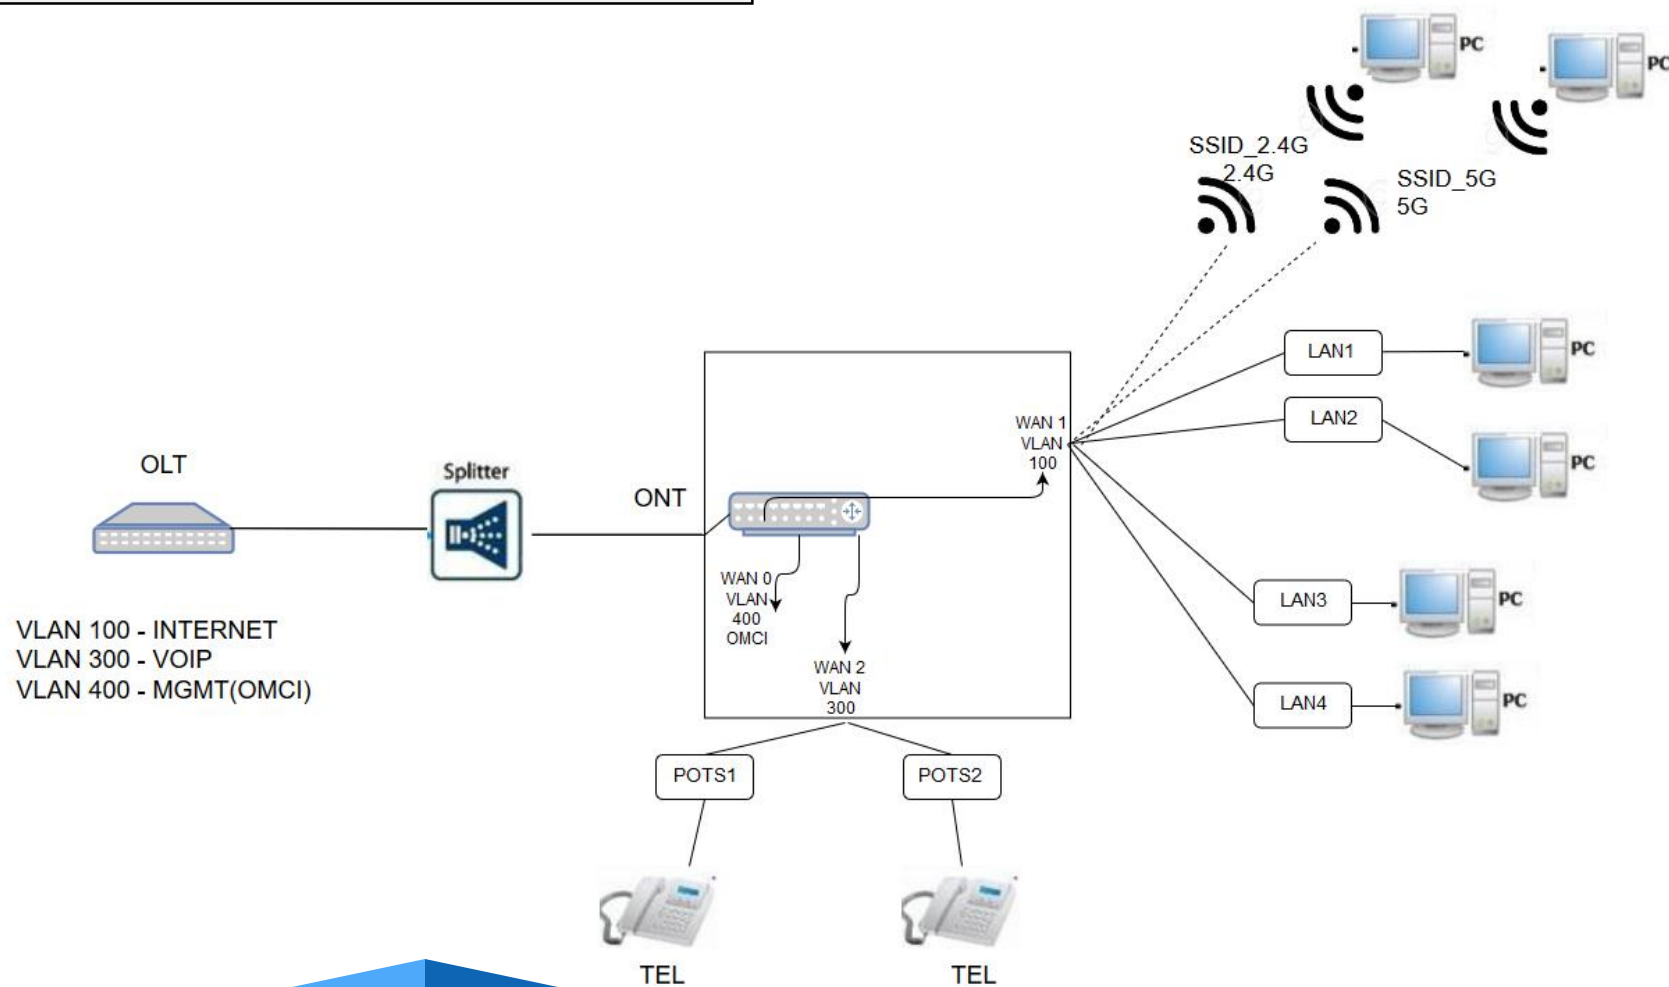 PC
PC
SSID_2.4G
2.4G
SSID_5G
5G
LAN1
PC
LAN2
PC
WAN 1
VLAN
100
OLT
Splitter
ONT
WAN 0
VLAN
400
OMCI
LAN3
PC
VLAN 100 - INTERNET
VLAN 300 - VOIP
VLAN 400 - MGMT(OMCI)
WAN 2
VLAN
300
LAN4
PC
POTS1
POTS2
TEL
TEL